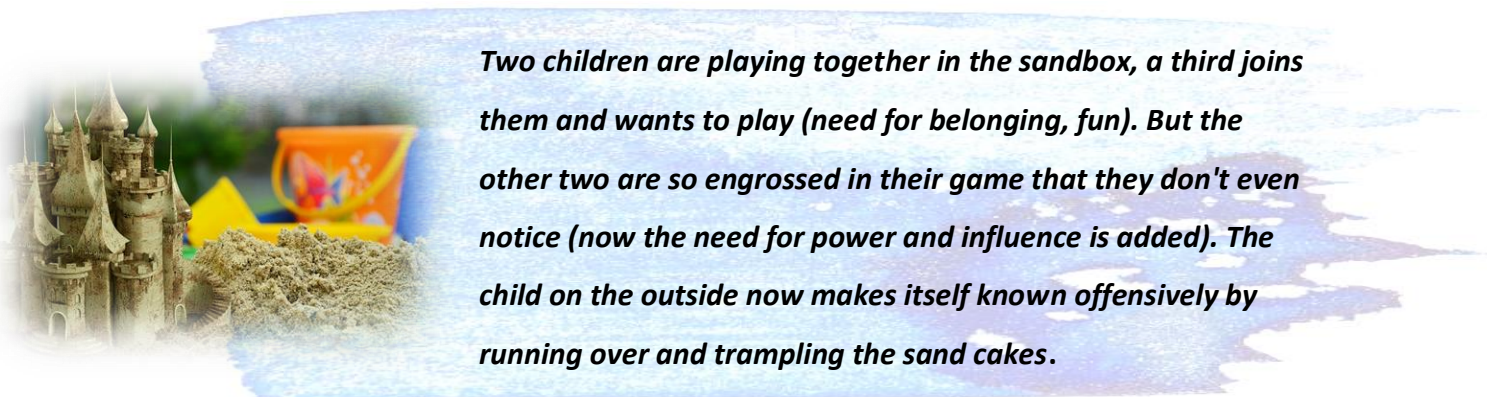 Two children are playing together in the sandbox, a third joins
them and wants to play (need for belonging, fun). But the
other two are so engrossed in their game that they don't even
notice (now the need for power and influence is added). The
child on the outside now makes itself known offensively by
running over and trampling the sand cakes.